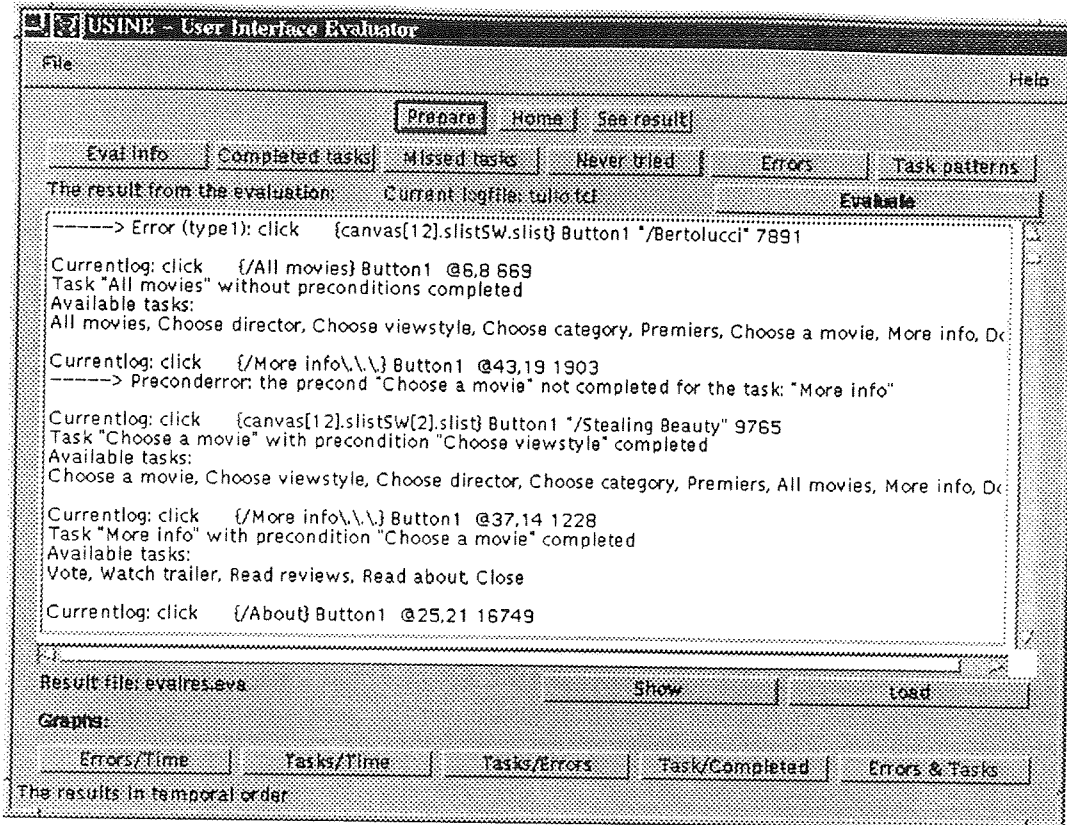 USINE - User Interface Evaluator
File Help
Prepare Home See result
Eval info Completed tasks Missed tasks Never tried Errors Task patterns
The result from the evaluation: Current logfile: tulio.tcl Evaluate
-----> Error (type1): click {canvas[12].slistSW.slist} Button1 "/Bertolucci" 7891
Currentlog: click {/All movies} Button1 @6,8 669
Task "All movies" without preconditions completed
Available tasks:
All movies, Choose director, Choose viewstyle, Choose category, Premiers, Choose a movie, More info, Do
Currentlog: click {/More info\.\.\.} Button1 @43,19 1903
-----> Preconderror: the precond "Choose a movie" not completed for the task: "More info"
Currentlog: click {canvas[12].slistSW[2].slist} Button1 "/Stealing Beauty" 9765
Task "Choose a movie" with precondition "Choose viewstyle" completed
Available tasks:
Choose a movie, Choose viewstyle, Choose director, Choose category, Premiers, All movies, More info, Do
Currentlog: click {/More info\.\.\.} Button1 @37,14 1228
Task "More info" with precondition "Choose a movie" completed
Available tasks:
Vote, Watch trailer, Read reviews, Read about, Close
Currentlog: click {/About} Button1 @25,21 16749
Result file: evalres.eva Show Load
Graphs:
Errors/Time Tasks/Time Tasks/Errors Task/Completed Errors & Tasks
The results in temporal order